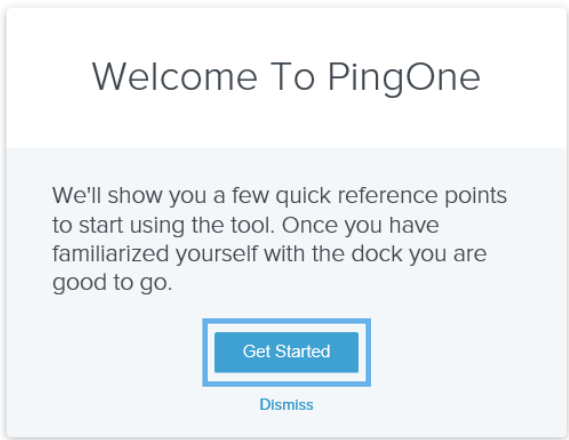 Welcome To PingOne
We'll show you a few quick reference points
to start using the tool. Once you have
familiarized yourself with the dock you are
good to go.
Get Started
Dismiss